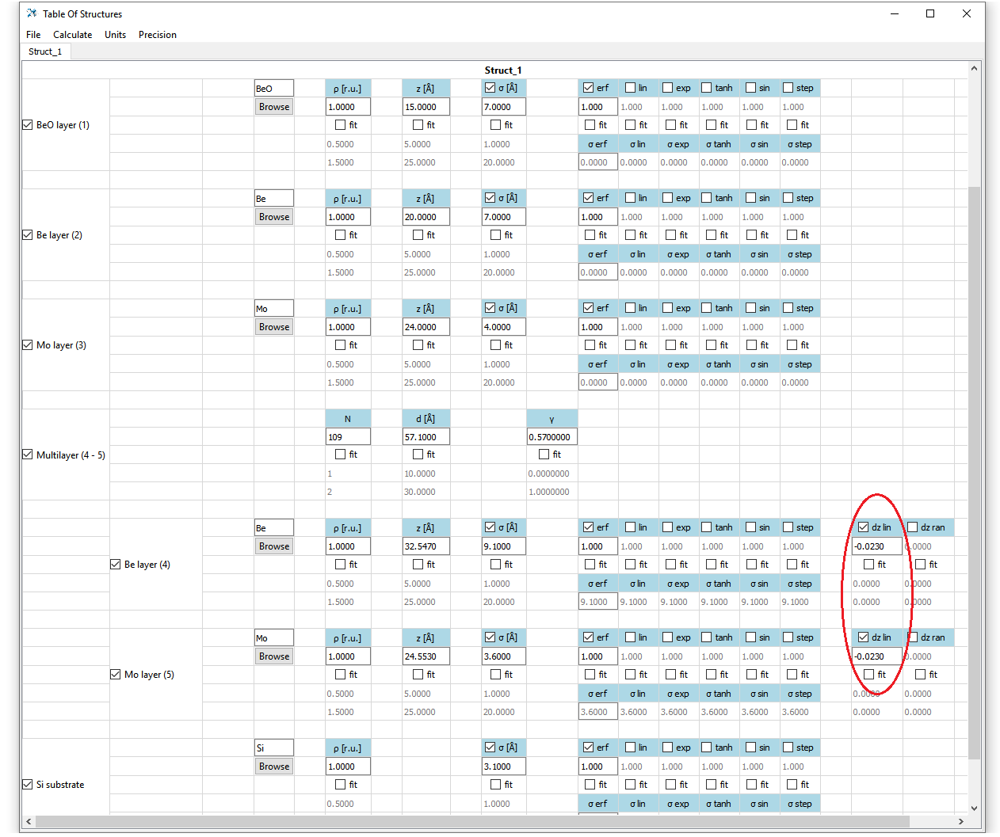 Table Of Structures
File Calculate Units Precision
Struct_1
Struct_1
BeO ρ [r.u.] z [Å] σ [Å] erf lin exp tanh sin step
Browse 1.0000 15.0000 7.0000 1.000 1.000 1.000 1.000 1.000 1.000
BeO layer (1) fit fit fit fit fit fit fit fit fit
0.5000 5.0000 1.0000 σ erf σ lin σ exp σ tanh σ sin σ step
1.5000 25.0000 20.0000 0.0000 0.0000 0.0000 0.0000 0.0000 0.0000
Be ρ [r.u.] z [Å] σ [Å] erf lin exp tanh sin step
Browse 1.0000 20.0000 7.0000 1.000 1.000 1.000 1.000 1.000 1.000
Be layer (2) fit fit fit fit fit fit fit fit fit
0.5000 5.0000 1.0000 σ erf σ lin σ exp σ tanh σ sin σ step
1.5000 25.0000 20.0000 0.0000 0.0000 0.0000 0.0000 0.0000 0.0000
Mo ρ [r.u.] z [Å] σ [Å] erf lin exp tanh sin step
Browse 1.0000 24.0000 4.0000 1.000 1.000 1.000 1.000 1.000 1.000
Mo layer (3) fit fit fit fit fit fit fit fit fit
0.5000 5.0000 1.0000 σ erf σ lin σ exp σ tanh σ sin σ step
1.5000 25.0000 20.0000 0.0000 0.0000 0.0000 0.0000 0.0000 0.0000
N d [Å] γ
109 57.1000 0.5700000
Multilayer (4 - 5) fit fit fit
1 10.0000 0.0000000
2 30.0000 1.0000000
Be ρ [r.u.] z [Å] σ [Å] erf lin exp tanh sin step dz lin dz ran
Browse 1.0000 32.5470 9.1000 1.000 1.000 1.000 1.000 1.000 1.000 -0.0230 0.0000
Be layer (4) fit fit fit fit fit fit fit fit fit fit fit
0.5000 5.0000 1.0000 σ erf σ lin σ exp σ tanh σ sin σ step 0.0000 0.0000
1.5000 25.0000 20.0000 9.1000 9.1000 9.1000 9.1000 9.1000 9.1000 0.0000 0.0000
Mo ρ [r.u.] z [Å] σ [Å] erf lin exp tanh sin step dz lin dz ran
Browse 1.0000 24.5530 3.6000 1.000 1.000 1.000 1.000 1.000 1.000 -0.0230 0.0000
Mo layer (5) fit fit fit fit fit fit fit fit fit fit fit
0.5000 5.0000 1.0000 σ erf σ lin σ exp σ tanh σ sin σ step 0.0000 0.0000
1.5000 25.0000 20.0000 3.6000 3.6000 3.6000 3.6000 3.6000 3.6000 0.0000 0.0000
Si ρ [r.u.] σ [Å] erf lin exp tanh sin step
Browse 1.0000 3.1000 1.000 1.000 1.000 1.000 1.000 1.000
Si substrate fit fit fit fit fit fit fit fit
0.5000 1.0000 σ erf σ lin σ exp σ tanh σ sin σ step